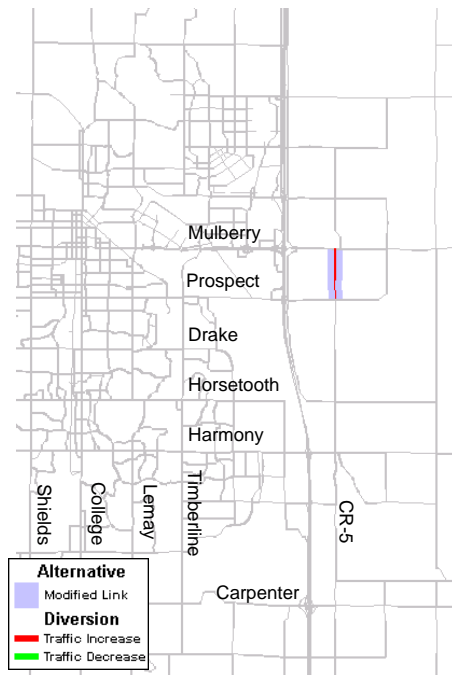 Mulberry
Prospect
Drake
Horsetooth
Harmony
Shields
College
Lemay
Timberline
CR-5
Carpenter
Alternative
Modified Link
Diversion
Traffic Increase
Traffic Decrease